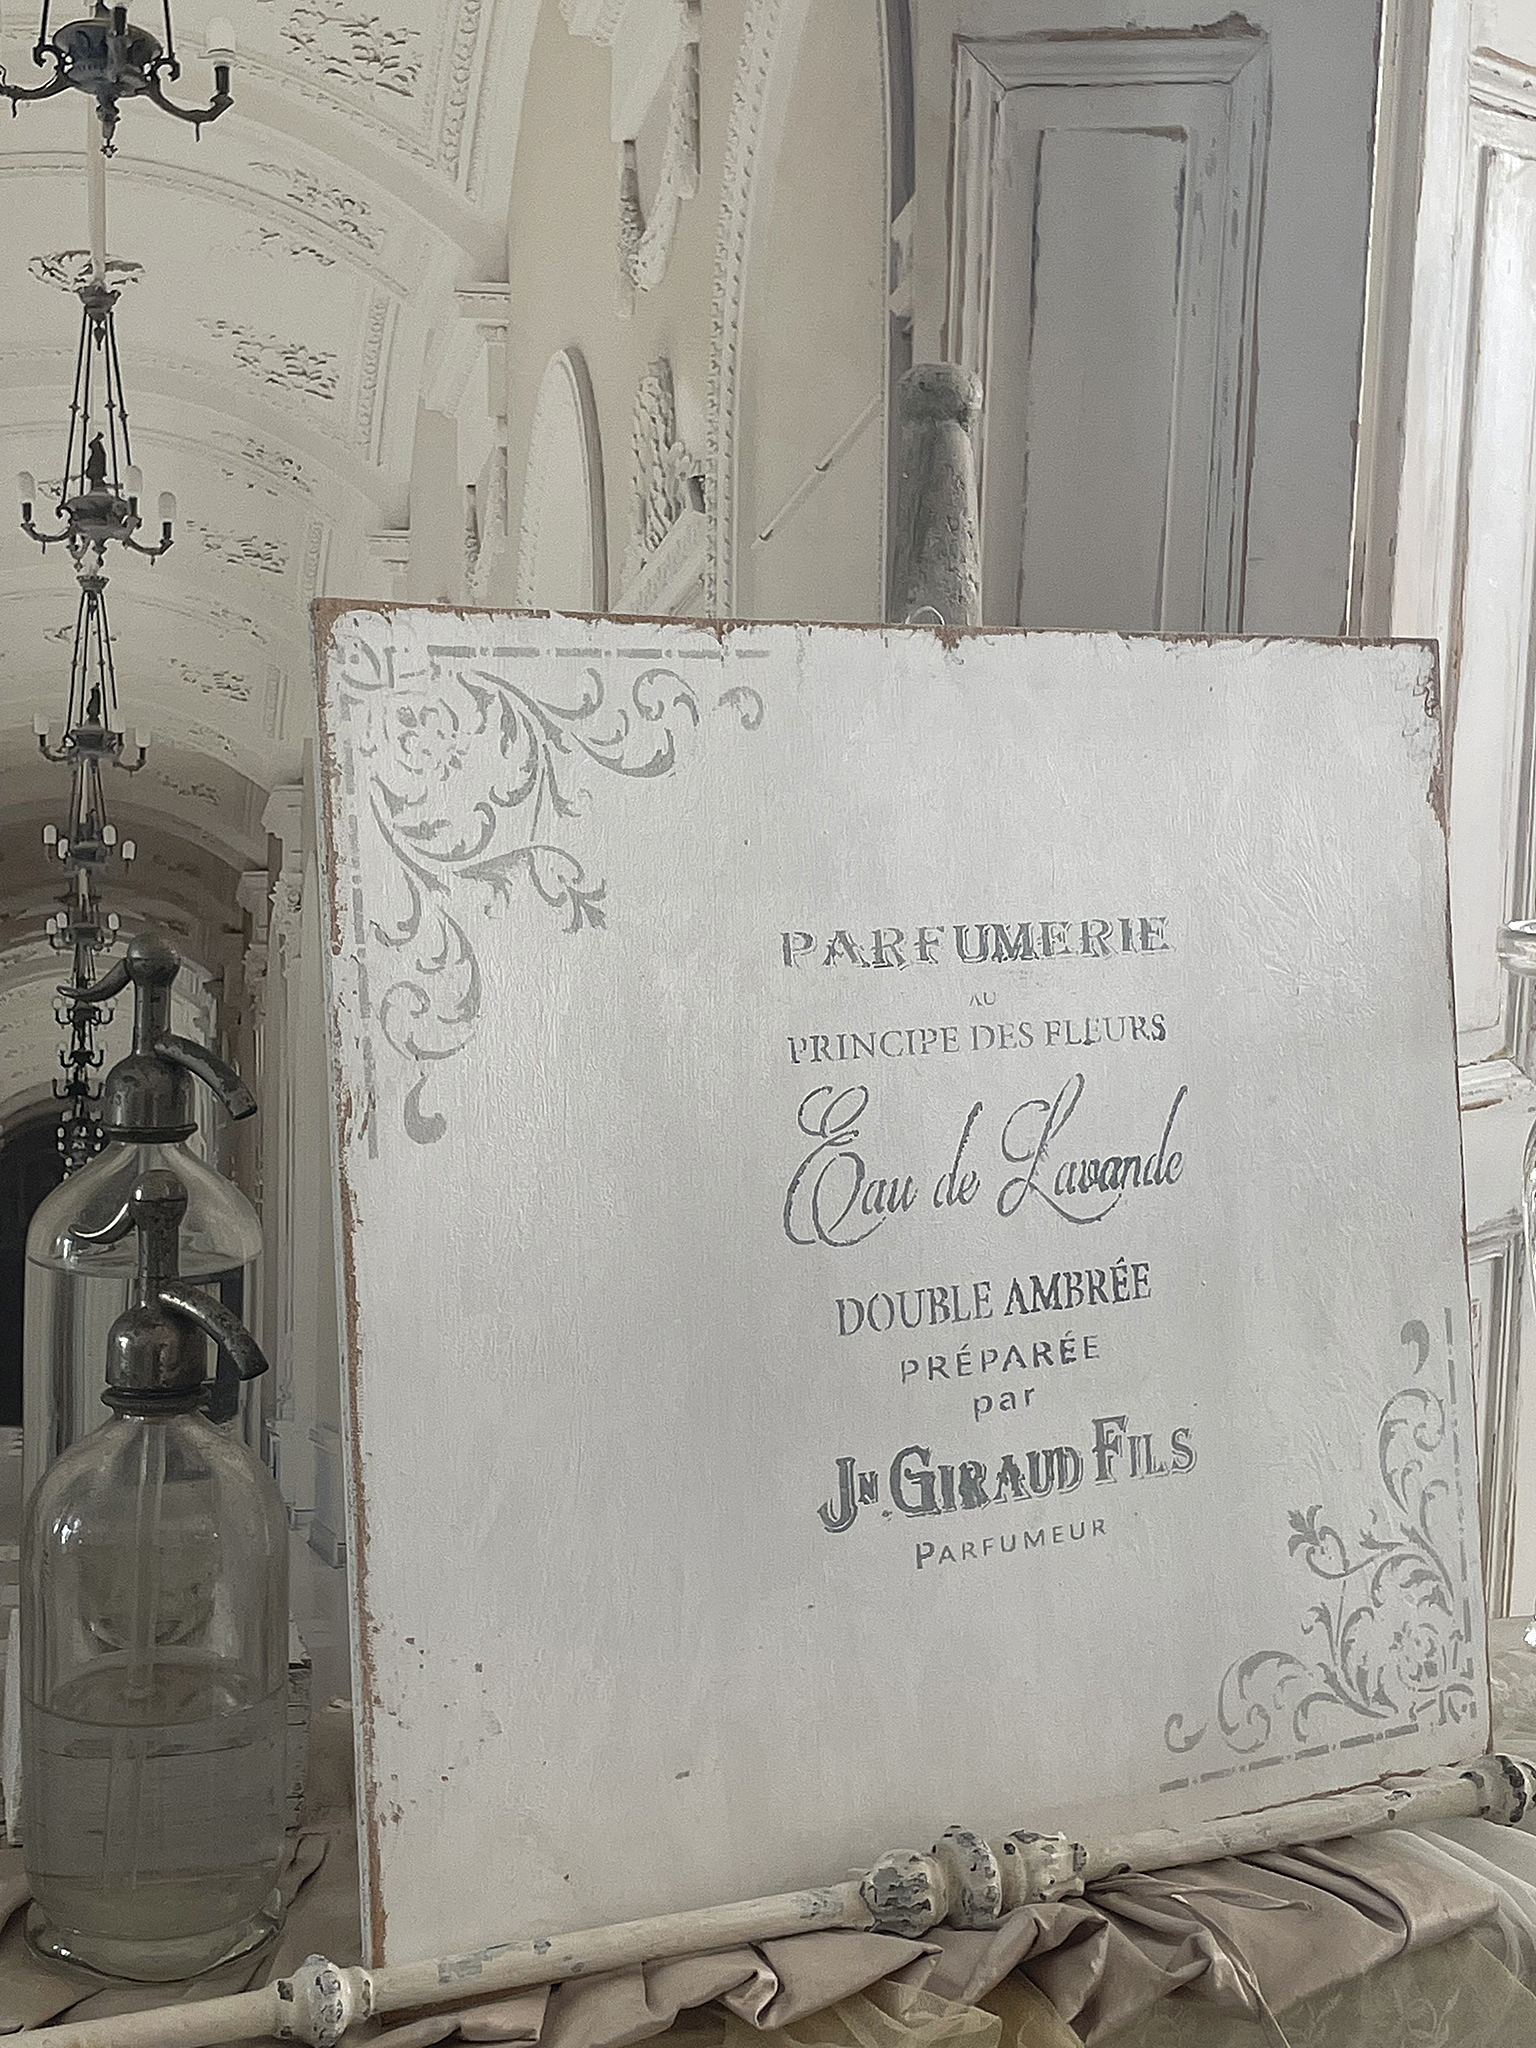 PARFUMERIE
AU
PRINCIPE DES FLEURS
Eau de Lavande
DOUBLE AMBRÉE
PRÉPARÉE
par
JN. GIRAUD FILS
PARFUMEUR